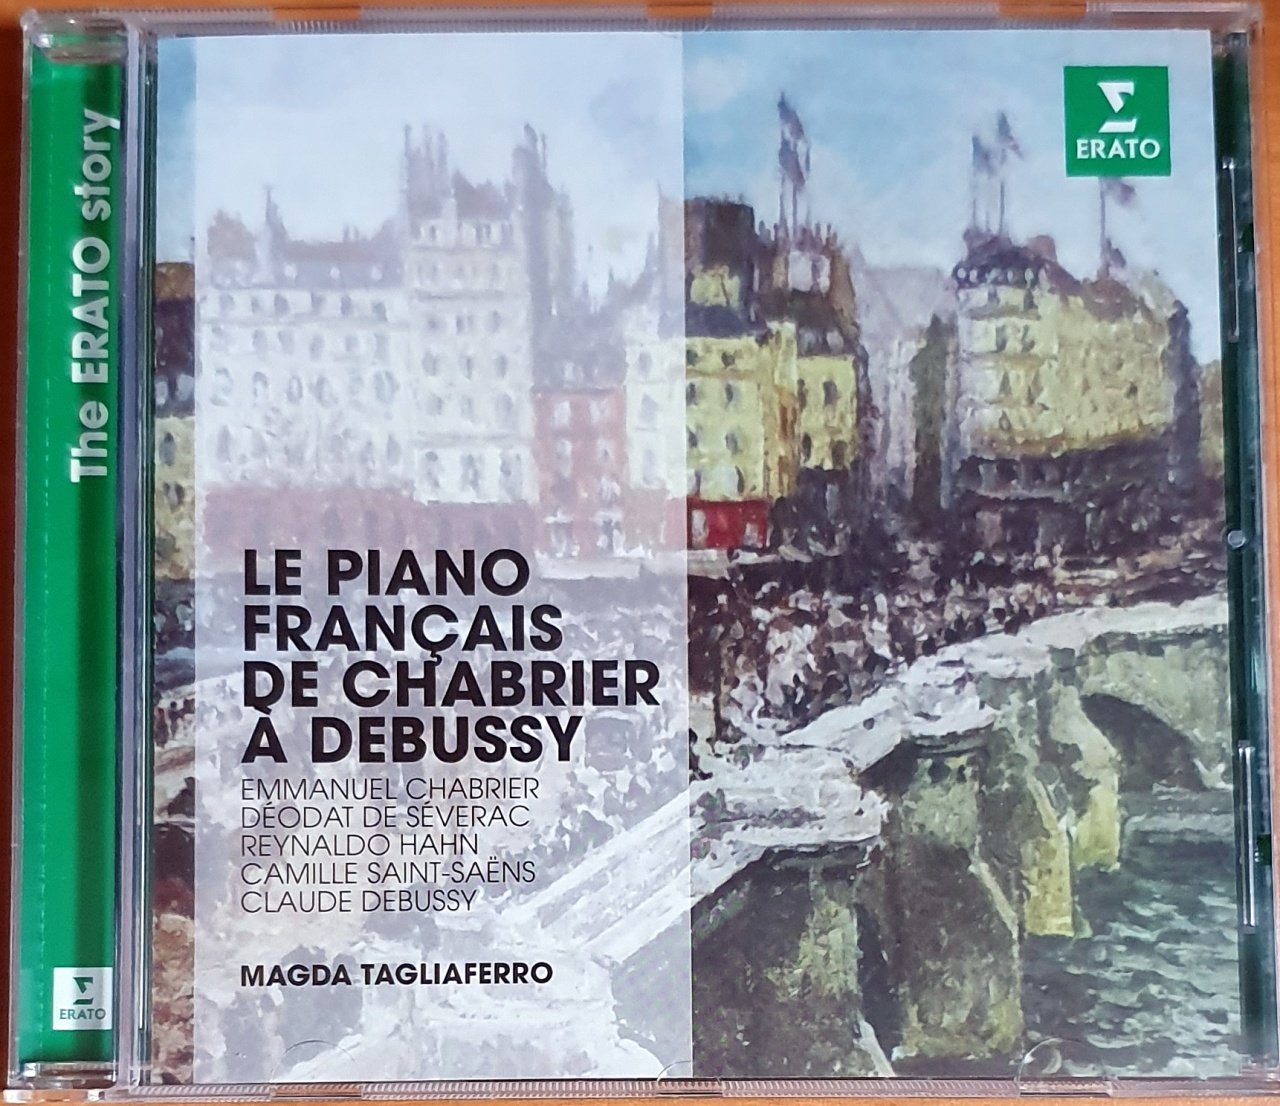 The ERATO story
ERATO
ERATO
LE PIANO
FRANÇAIS
DE CHABRIER
À DEBUSSY
EMMANUEL CHABRIER
DÉODAT DE SÉVERAC
REYNALDO HAHN
CAMILLE SAINT-SAËNS
CLAUDE DEBUSSY
MAGDA TAGLIAFERRO